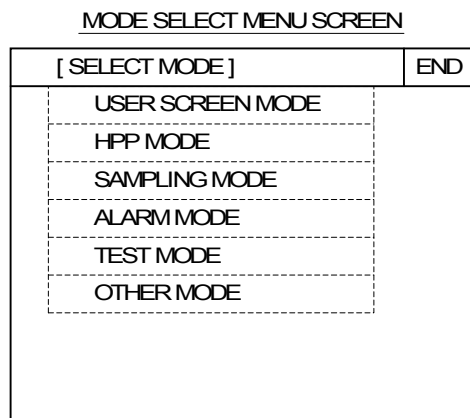 MODE SELECT MENU SCREEN
[ SELECT MODE ] END
USER SCREEN MODE
HPP MODE
SAMPLING MODE
ALARM MODE
TEST MODE
OTHER MODE